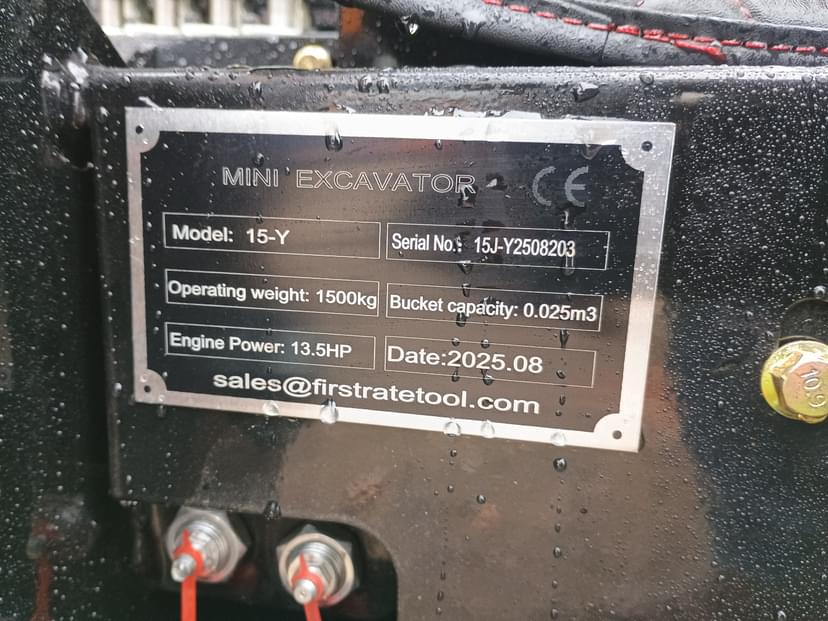 MINI EXCAVATOR CE
Model: 15-Y
Serial No.: 15J-Y2508203
Operating weight: 1500kg
Bucket capacity: 0.025m3
Engine Power: 13.5HP
Date:2025.08
sales@firstratetool.com
10.9